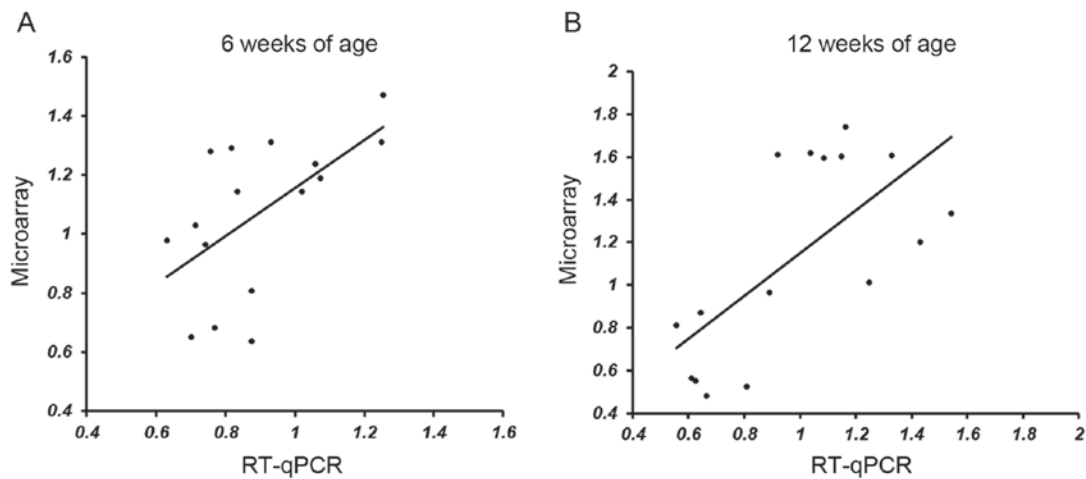 A
6 weeks of age
1.6
1.4
1.2
1
0.8
0.6
0.4
Microarray
0.4 0.6 0.8 1 1.2 1.4 1.6
RT-qPCR
B
12 weeks of age
2
1.8
1.6
1.4
1.2
1
0.8
0.6
0.4
Microarray
0.4 0.6 0.8 1 1.2 1.4 1.6 1.8 2
RT-qPCR